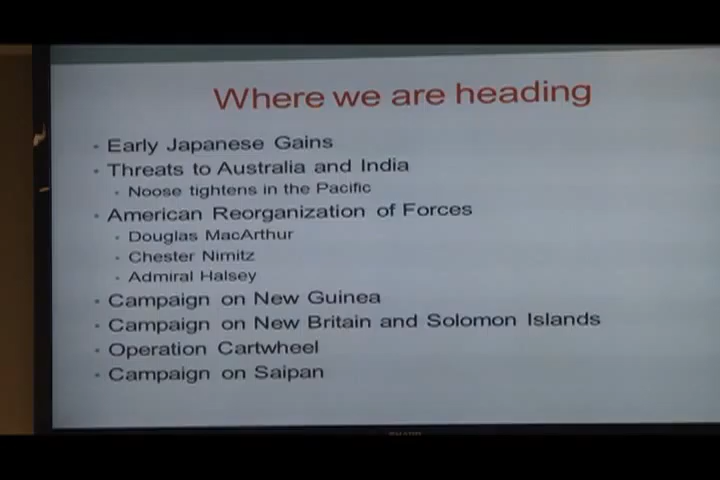 Where we are heading
Early Japanese Gains
Threats to Australia and India
Noose tightens in the Pacific
American Reorganization of Forces
Douglas MacArthur
Chester Nimitz
Admiral Halsey
Campaign on New Guinea
Campaign on New Britain and Solomon Islands
Operation Cartwheel
Campaign on Saipan